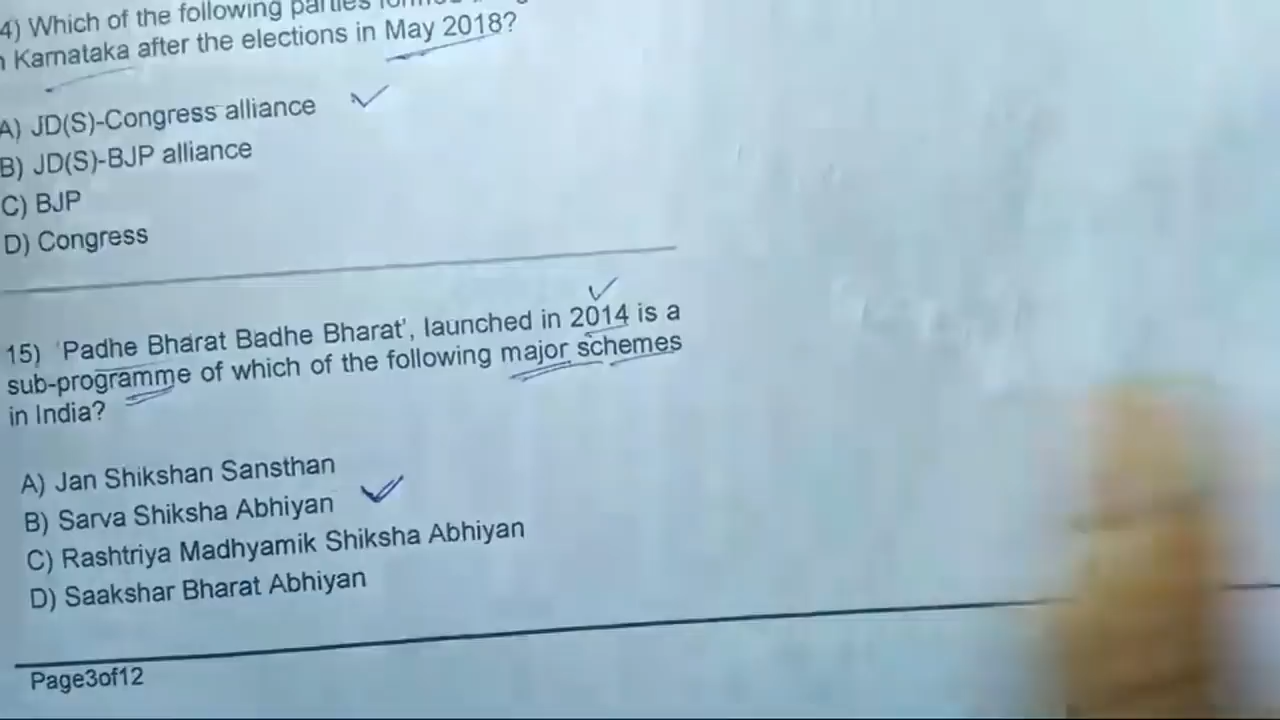 4) Which of the following parties
Karnataka after the elections in May 2018?
A) JD(S)-Congress alliance
B) JD(S)-BJP alliance
C) BJP
D) Congress
15) 'Padhe Bharat Badhe Bharat', launched in 2014 is a
sub-programme of which of the following major schemes
in India?
A) Jan Shikshan Sansthan
B) Sarva Shiksha Abhiyan
C) Rashtriya Madhyamik Shiksha Abhiyan
D) Saakshar Bharat Abhiyan
Page3of12